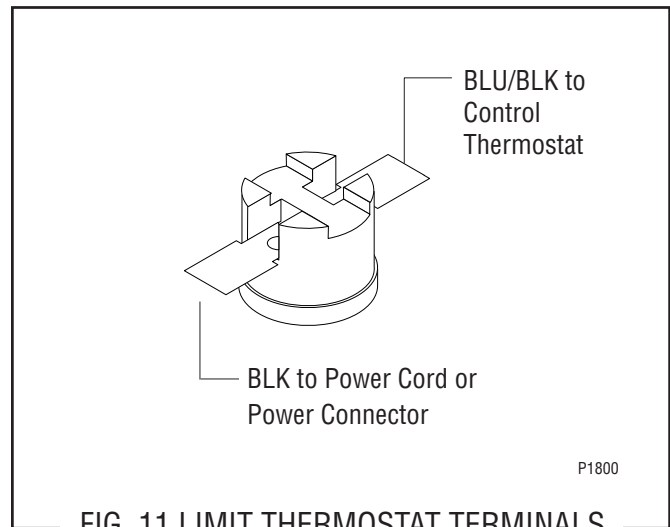 BLU/BLK to
Control
Thermostat
BLK to Power Cord or
Power Connector
P1800
FIG. 11 LIMIT THERMOSTAT TERMINALS